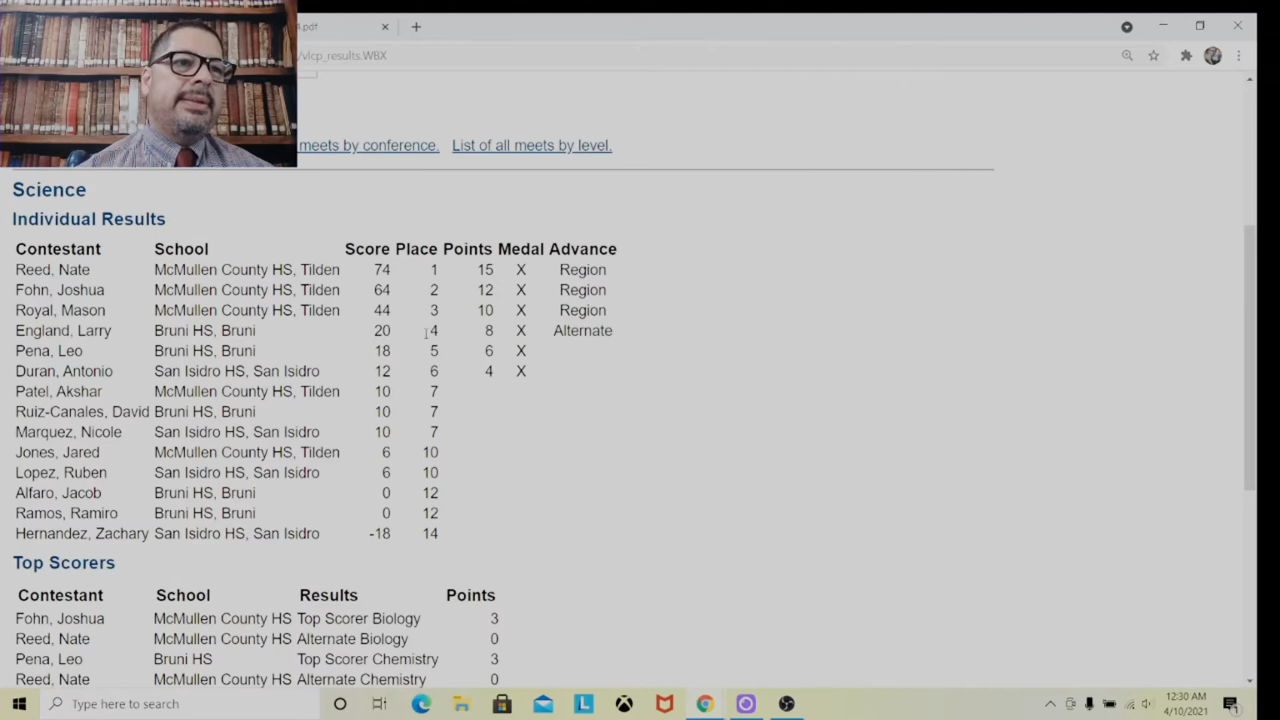 4.pdf
/vlcp_results.WBX
meets by conference. List of all meets by level.
Science
Individual Results
Contestant School Score Place Points Medal Advance
Reed, Nate McMullen County HS, Tilden 74 1 15 X Region
Fohn, Joshua McMullen County HS, Tilden 64 2 12 X Region
Royal, Mason McMullen County HS, Tilden 44 3 10 X Region
England, Larry Bruni HS, Bruni 20 4 8 X Alternate
Pena, Leo Bruni HS, Bruni 18 5 6 X
Duran, Antonio San Isidro HS, San Isidro 12 6 4 X
Patel, Akshar McMullen County HS, Tilden 10 7
Ruiz-Canales, David Bruni HS, Bruni 10 7
Marquez, Nicole San Isidro HS, San Isidro 10 7
Jones, Jared McMullen County HS, Tilden 6 10
Lopez, Ruben San Isidro HS, San Isidro 6 10
Alfaro, Jacob Bruni HS, Bruni 0 12
Ramos, Ramiro Bruni HS, Bruni 0 12
Hernandez, Zachary San Isidro HS, San Isidro -18 14
Top Scorers
Contestant School Results Points
Fohn, Joshua McMullen County HS Top Scorer Biology 3
Reed, Nate McMullen County HS Alternate Biology 0
Pena, Leo Bruni HS Top Scorer Chemistry 3
Reed, Nate McMullen County HS Alternate Chemistry 0
Type here to search
L
12:30 AM
4/10/2021
1